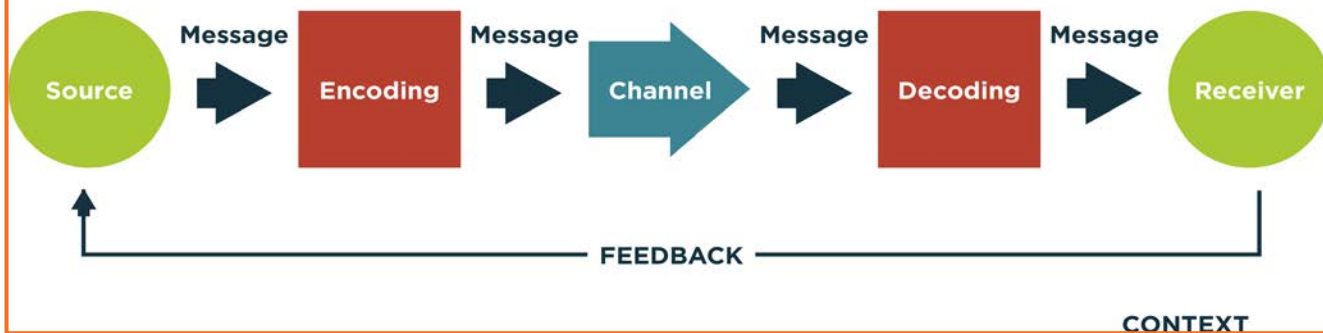 Message Message Message Message
Source Encoding Channel Decoding Receiver
FEEDBACK
CONTEXT